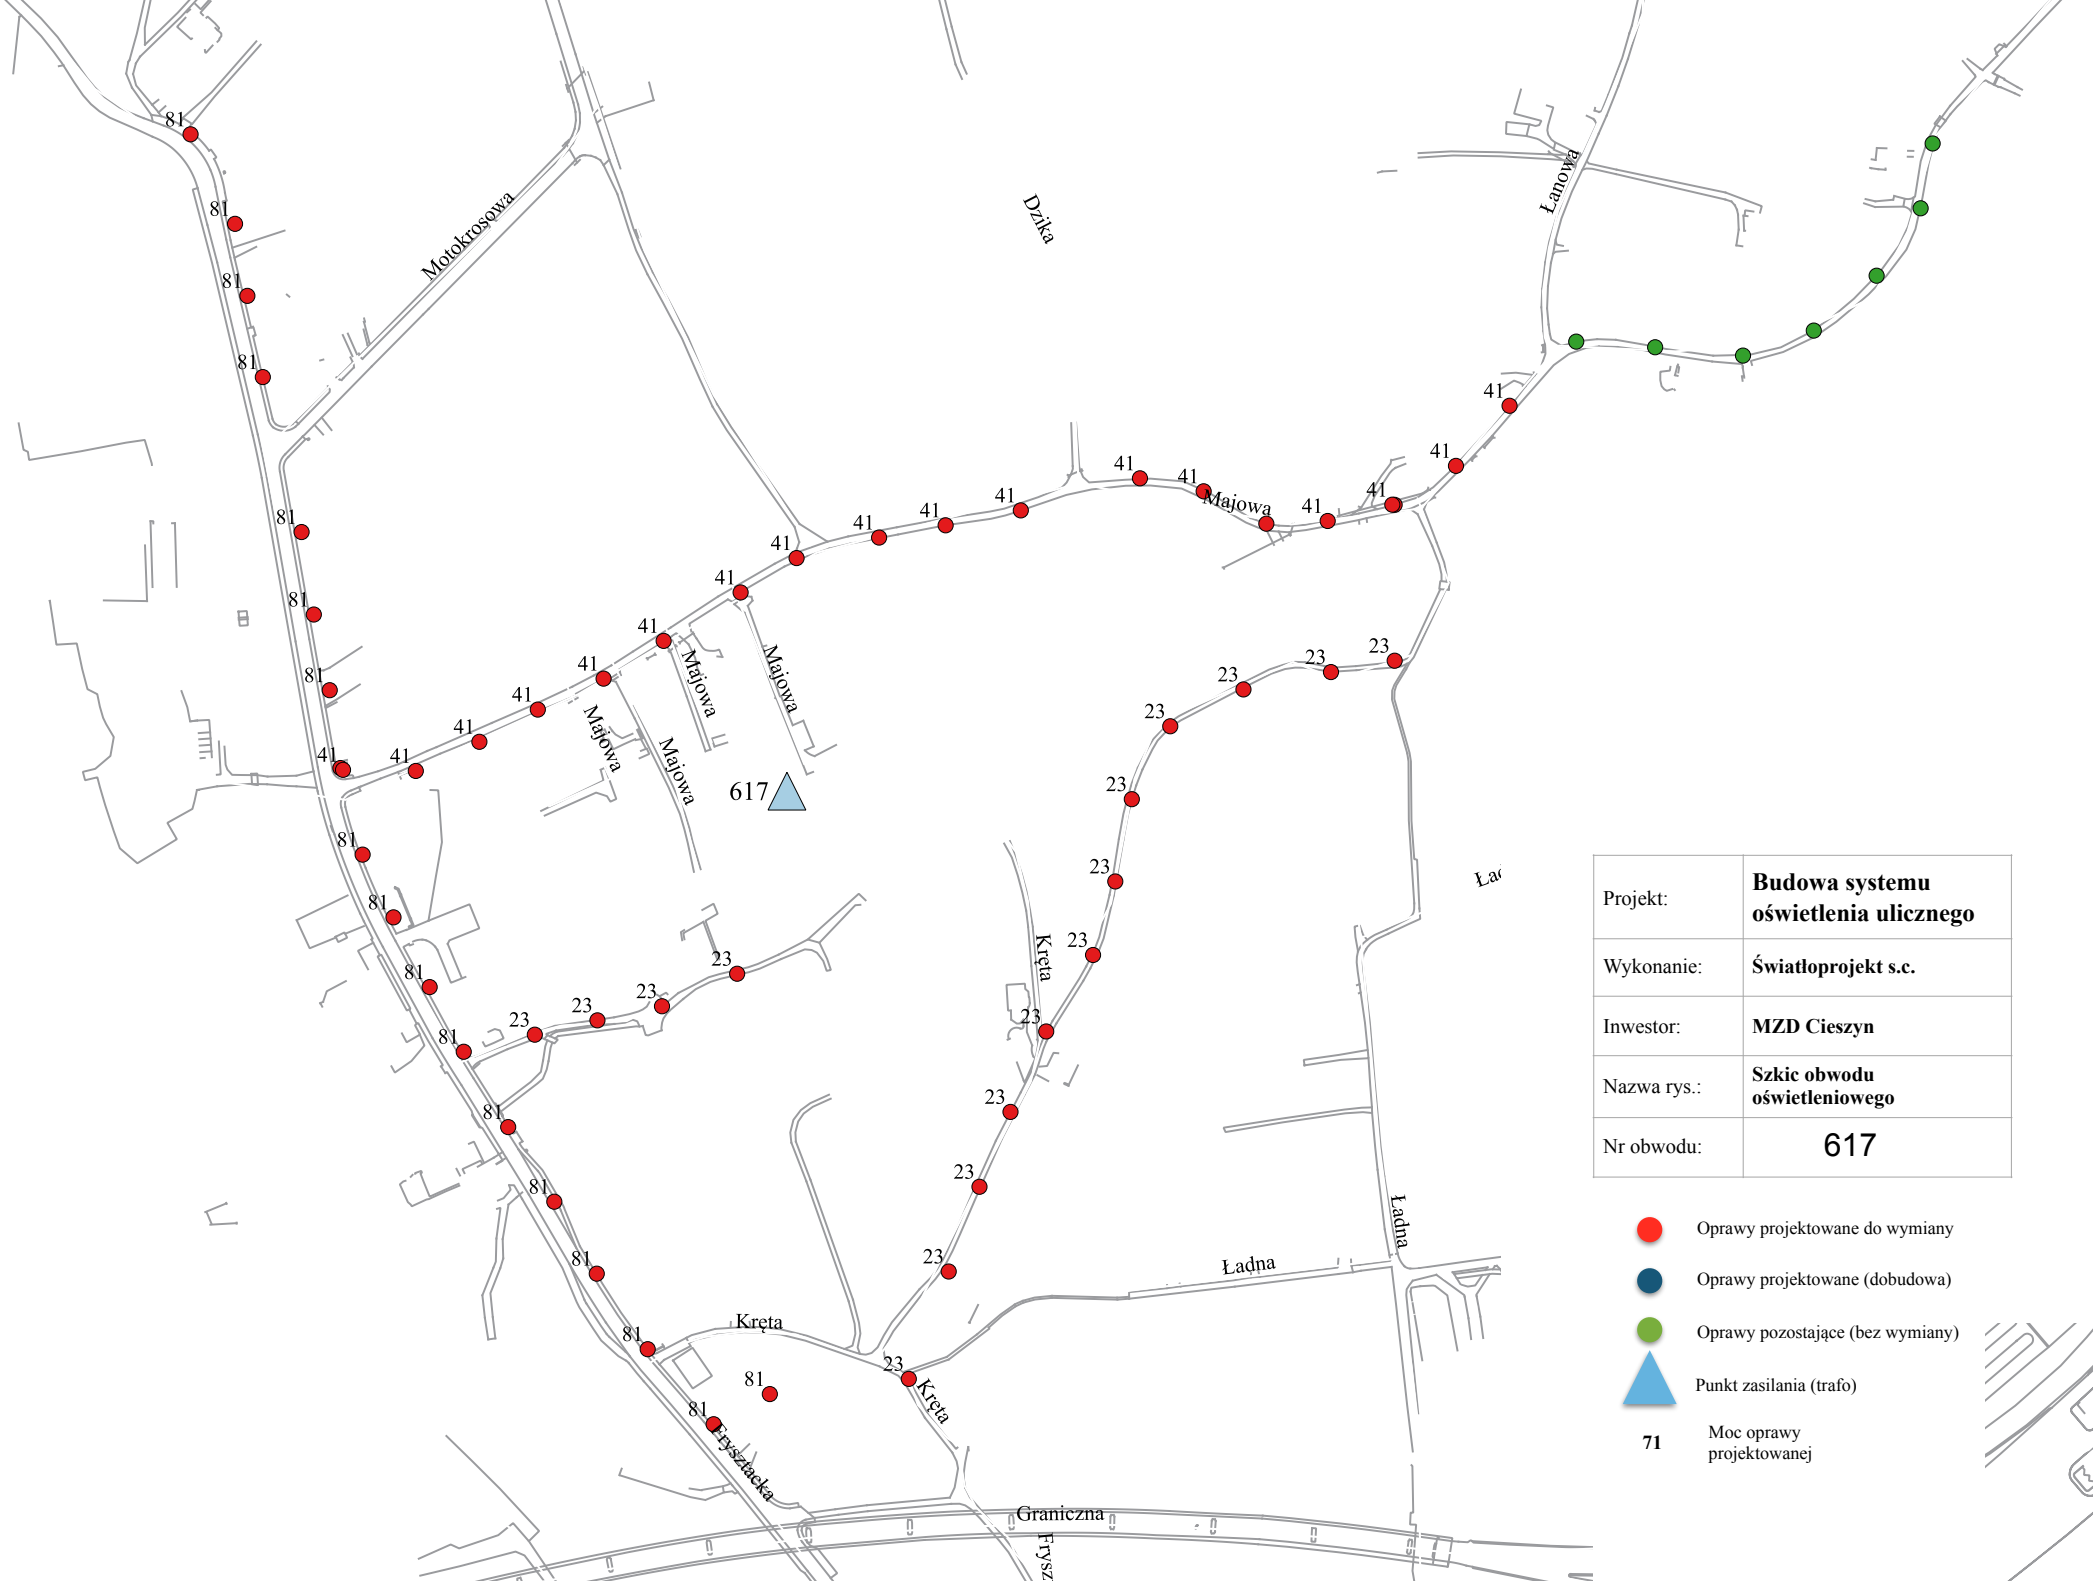 81
81
Motokrosowa
Dzika
Łanowa
81
81
41
41
41
41
Majowa
41
41
41
41
41
81
41
41
81
41
23
23
23
81
41
Majowa
Majowa
41
41
Majowa
23
41
41
Majowa
617
23
81
23
81
Kręta
23
81
23
23
23
23
23
81
23
81
23
81
Ładna
81
23
Ładna
81
Kręta
23
81
81
Kręta
Frysztacka
Graniczna
Projekt:
Budowa systemu
oświetlenia ulicznego
Wykonanie:
Światłoprojekt s.c.
Inwestor:
MZD Cieszyn
Nazwa rys.:
Szkic obwodu
oświetleniowego
Nr obwodu:
617
Oprawy projektowane do wymiany
Oprawy projektowane (dobudowa)
Oprawy pozostające (bez wymiany)
Punkt zasilania (trafo)
71
Moc oprawy
projektowanej